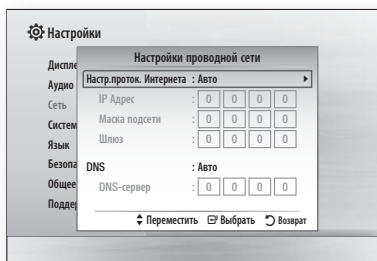 Настройки
Настройки проводной сети
Настр.проток. Интернета : Авто
IP Адрес : 0 0 0 0
Маска подсети : 0 0 0 0
Шлюз : 0 0 0 0
DNS : Авто
DNS-сервер : 0 0 0 0
Переместить Выбрать Возврат
Диспле
Аудио
Сеть
Систем
Язык
Безопа
Общее
Поддер